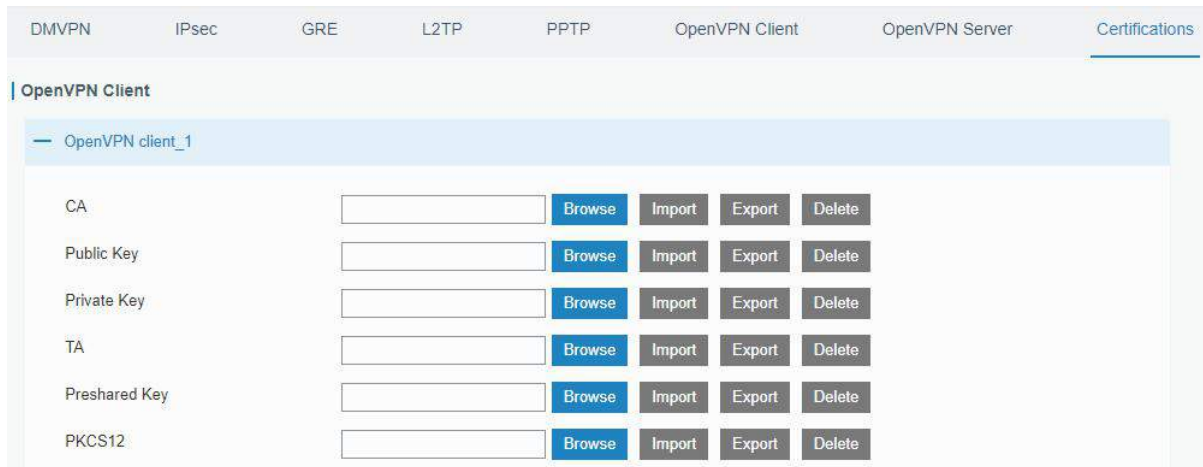 DMVPN IPsec GRE L2TP PPTP OpenVPN Client OpenVPN Server Certifications
OpenVPN Client
OpenVPN client_1
CA Browse Import Export Delete
Public Key Browse Import Export Delete
Private Key Browse Import Export Delete
TA Browse Import Export Delete
Preshared Key Browse Import Export Delete
PKCS12 Browse Import Export Delete